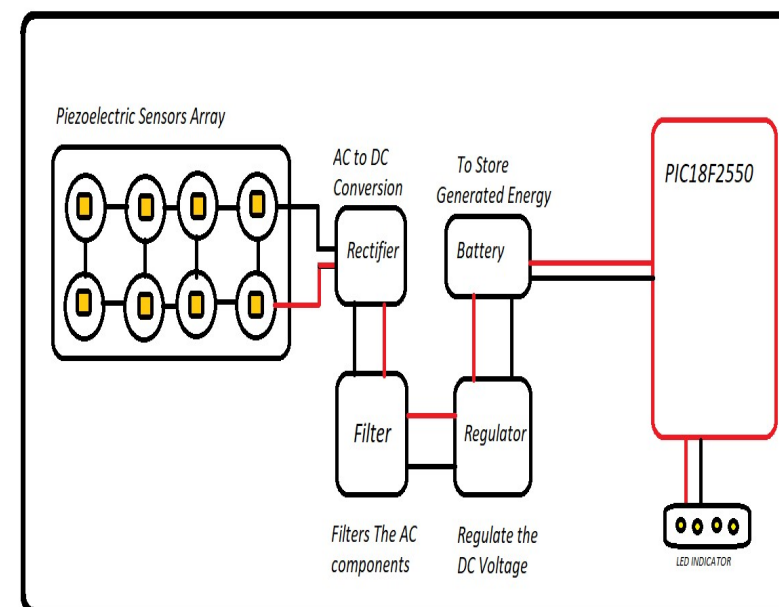 Piezoelectric Sensors Array
AC to DC
Conversion
Rectifier
To Store
Generated Energy
Battery
PIC18F2550
Filter
Regulator
Filters The AC
components
Regulate the
DC Voltage
LED INDICATOR